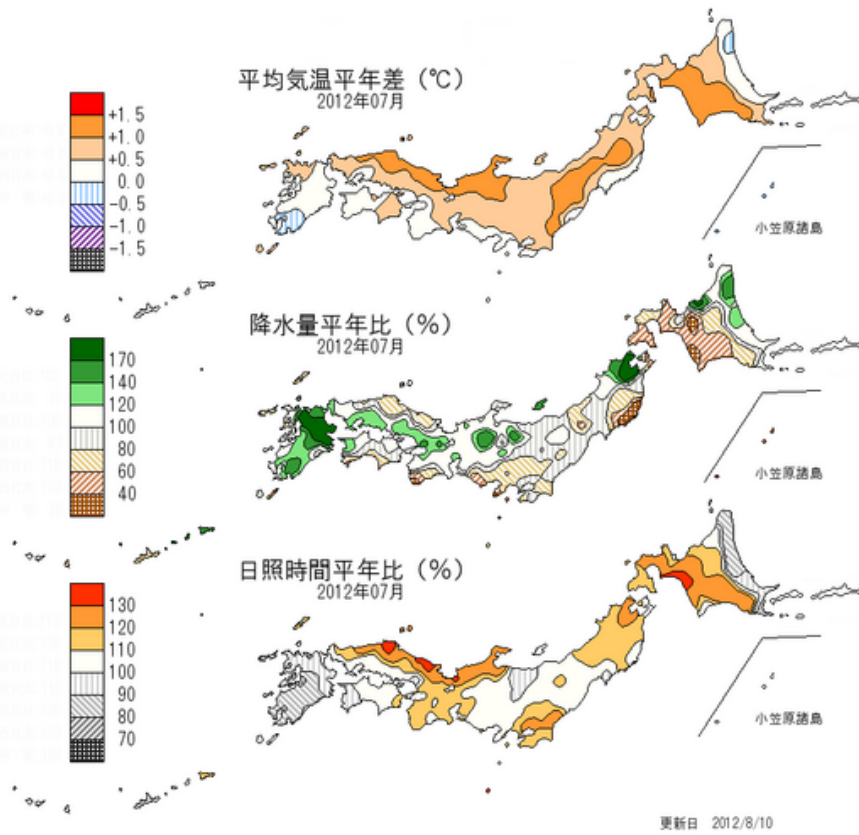 平均気温平年差（℃）
2012年07月
+1.5
+1.0
+0.5
0.0
-0.5
-1.0
-1.5
小笠原諸島
降水量平年比（%）
2012年07月
170
140
120
100
80
60
40
小笠原諸島
日照時間平年比（%）
2012年07月
130
120
110
100
90
80
70
小笠原諸島
更新日 2012/8/10